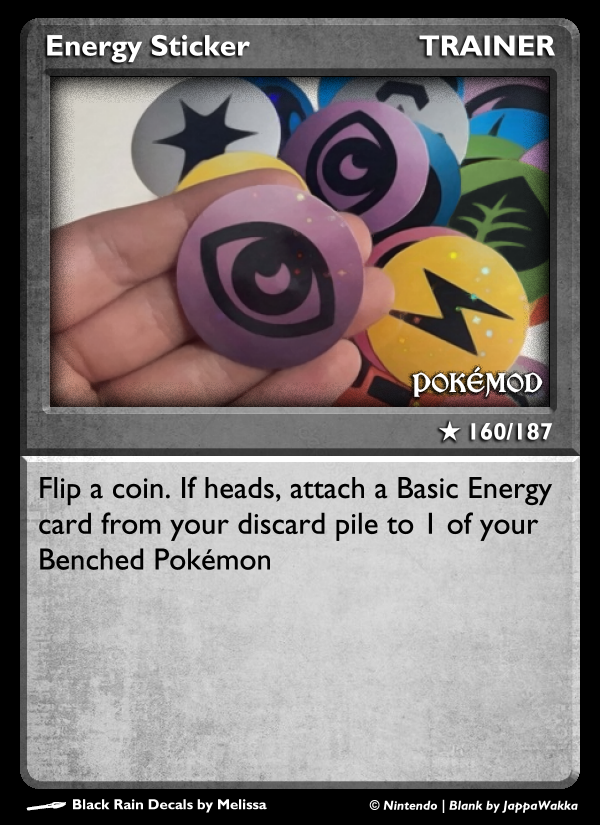 Energy Sticker TRAINER
POKÉMOD
★ 160/187
Flip a coin. If heads, attach a Basic Energy
card from your discard pile to 1 of your
Benched Pokémon
Black Rain Decals by Melissa © Nintendo | Blank by JappaWakka